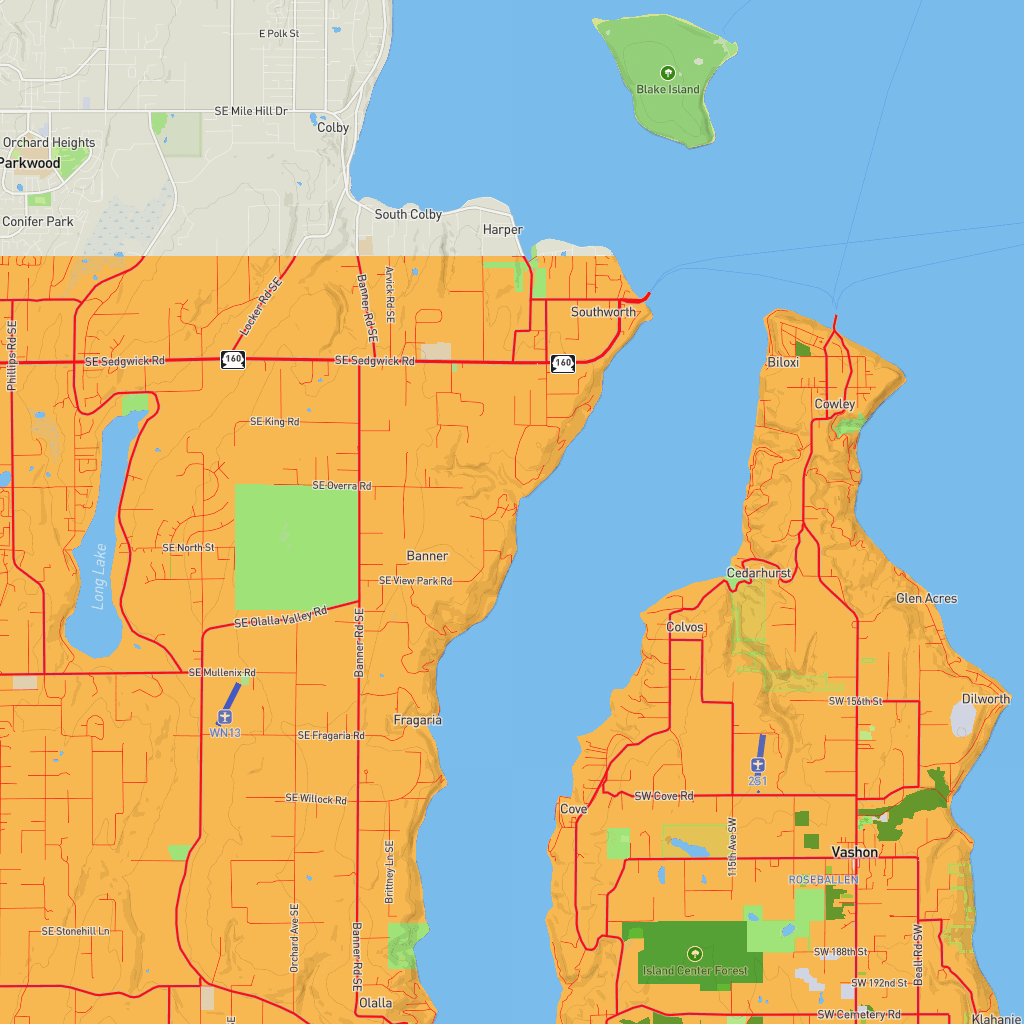 E Polk St
Blake Island
SE Mile Hill Dr
Colby
Orchard Heights
Parkwood
Conifer Park
South Colby
Harper
Locker Rd SE
Banner Rd SE
Arvick Rd SE
Southworth
Phillips Rd SE
SE Sedgwick Rd
160
SE Sedgwick Rd
160
Biloxi
Cowley
SE King Rd
SE Overra Rd
SE North St
Banner
Long Lake
SE View Park Rd
Cedarhurst
Glen Acres
SE Olalla Valley Rd
Colvos
Banner Rd SE
SE Mullenix Rd
SW 156th St
Dilworth
WN13
Fragaria
SE Fragaria Rd
2S1
SE Willock Rd
SW Cove Rd
Cove
115th Ave SW
Vashon
Brittney Ln SE
ROSEBALLEN
SE Stonehill Ln
Orchard Ave SE
Banner Rd SE
SW 188th St
Beall Rd SW
Island Center Forest
SW 192nd St
Olalla
SW Cemetery Rd
Klahanie
SE